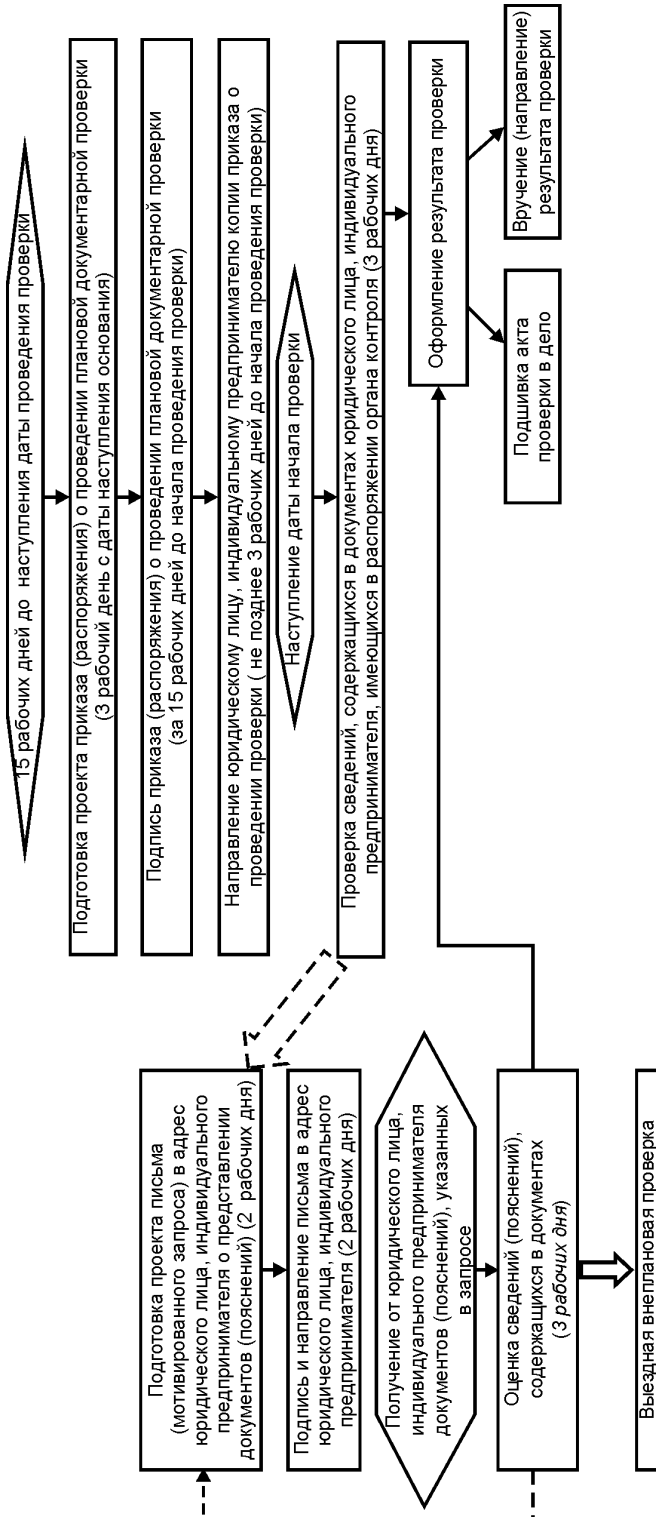 15 рабочих дней до наступления даты проведения проверки
Подготовка проекта приказа (распоряжения) о проведении плановой документарной проверки
(3 рабочий день с даты наступления основания)
Подпись приказа (распоряжения) о проведении плановой документарной проверки
(за 15 рабочих дней до начала проведения проверки)
Направление юридическому лицу, индивидуальному предпринимателю копии приказа о
проведении проверки ( не позднее 3 рабочих дней до начала проведения проверки)
Наступление даты начала проверки
Проверка сведений, содержащихся в документах юридического лица, индивидуального
предпринимателя, имеющихся в распоряжении органа контроля (3 рабочих дня)
Оформление результата проверки
Подшивка акта
проверки в дело
Вручение (направление)
результата проверки
Подготовка проекта письма
(мотивированного запроса) в адрес
юридического лица, индивидуального
предпринимателя о представлении
документов (пояснений) (2 рабочих дня)
Подпись и направление письма в адрес
юридического лица, индивидуального
предпринимателя (2 рабочих дня)
Получение от юридического лица,
индивидуального предпринимателя
документов (пояснений), указанных
в запросе
Оценка сведений (пояснений),
содержащихся в документах
(3 рабочих дня)
Выездная внеплановая проверка